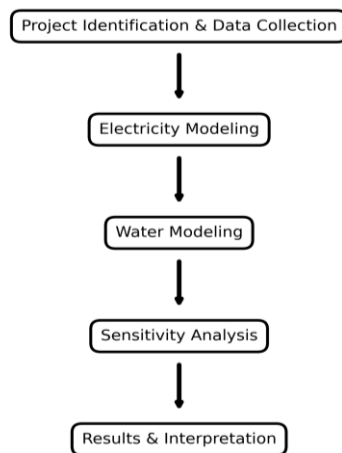 Project Identification & Data Collection
Electricity Modeling
Water Modeling
Sensitivity Analysis
Results & Interpretation